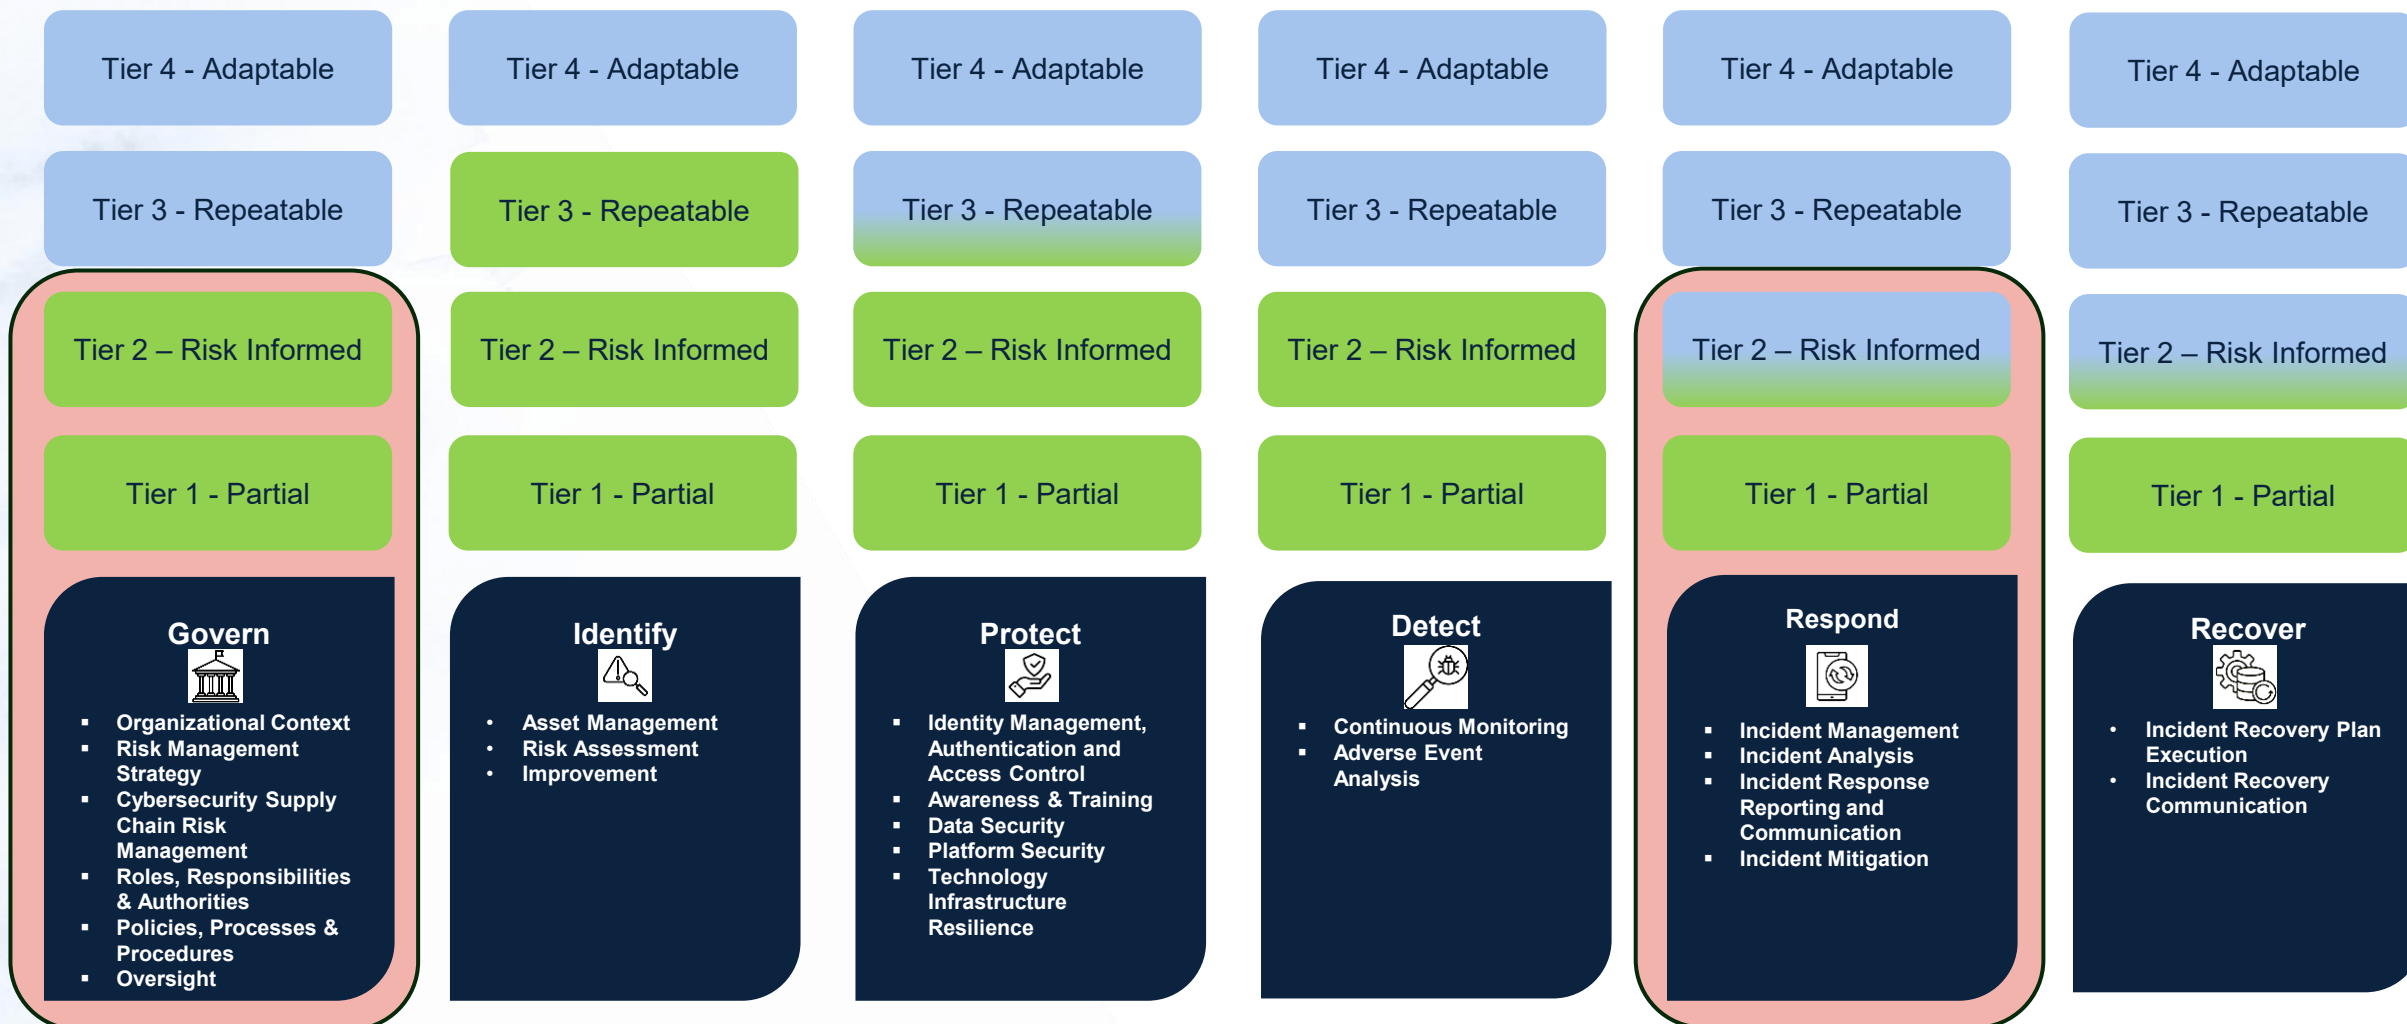 Tier 4 - Adaptable
Tier 4 - Adaptable
Tier 4 - Adaptable
Tier 4 - Adaptable
Tier 4 - Adaptable
Tier 4 - Adaptable
Tier 3 - Repeatable
Tier 3 - Repeatable
Tier 3 - Repeatable
Tier 3 - Repeatable
Tier 3 - Repeatable
Tier 3 - Repeatable
Tier 2 – Risk Informed
Tier 2 – Risk Informed
Tier 2 – Risk Informed
Tier 2 – Risk Informed
Tier 2 – Risk Informed
Tier 2 – Risk Informed
Tier 1 - Partial
Tier 1 - Partial
Tier 1 - Partial
Tier 1 - Partial
Tier 1 - Partial
Tier 1 - Partial
Govern
▪ Organizational Context
▪ Risk Management
Strategy
▪ Cybersecurity Supply
Chain Risk
Management
▪ Roles, Responsibilities
& Authorities
▪ Policies, Processes &
Procedures
▪ Oversight
Identify
• Asset Management
• Risk Assessment
• Improvement
Protect
▪ Identity Management,
Authentication and
Access Control
▪ Awareness & Training
▪ Data Security
▪ Platform Security
▪ Technology
Infrastructure
Resilience
Detect
▪ Continuous Monitoring
▪ Adverse Event
Analysis
Respond
▪ Incident Management
▪ Incident Analysis
▪ Incident Response
Reporting and
Communication
▪ Incident Mitigation
Recover
• Incident Recovery Plan
Execution
• Incident Recovery
Communication